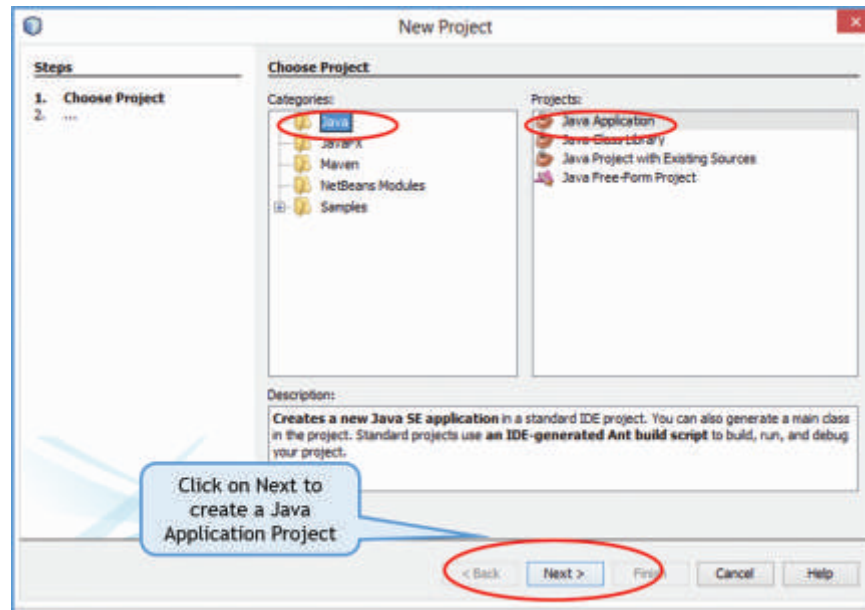 New Project
Steps
1. Choose Project
2. ...
Choose Project
Categories:
Java
JavaFX
Maven
NetBeans Modules
Samples
Projects:
Java Application
Java Class Library
Java Project with Existing Sources
Java Free-Form Project
Description:
Creates a new Java SE application in a standard IDE project. You can also generate a main class
in the project. Standard projects use an IDE-generated Ant build script to build, run, and debug
your project.
Click on Next to
create a Java
Application Project
< Back Next > Finish Cancel Help